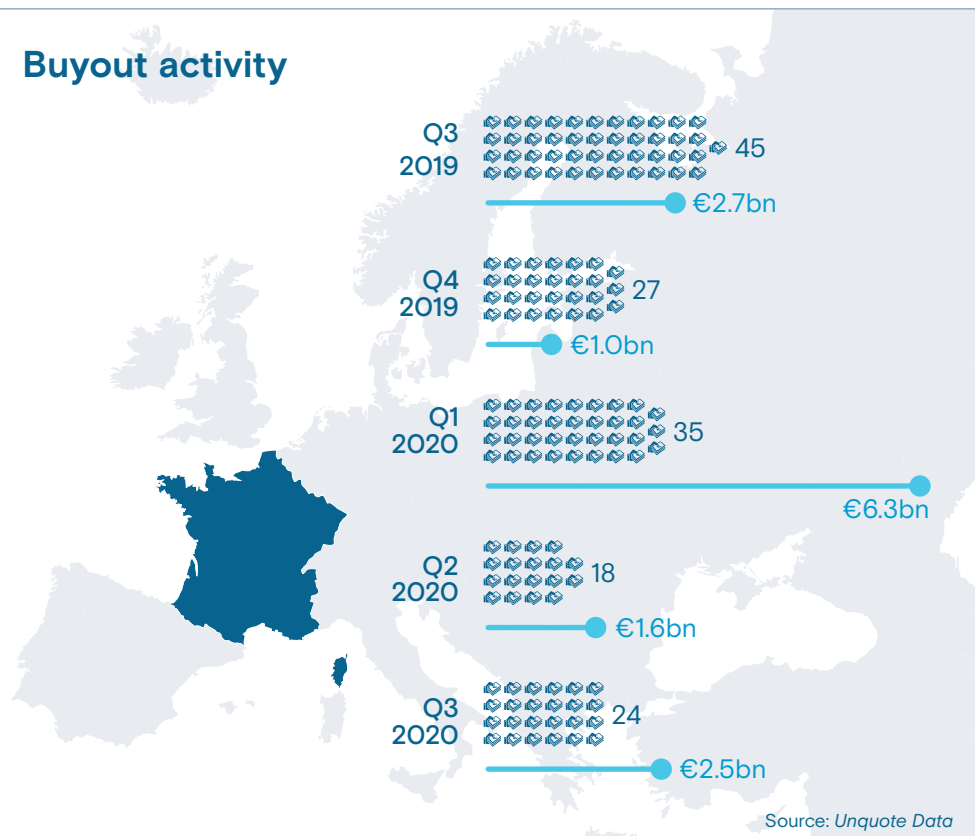 Buyout activity
Q3
2019
45
€2.7bn
Q4
2019
27
€1.0bn
Q1
2020
35
€6.3bn
Q2
2020
18
€1.6bn
Q3
2020
24
€2.5bn
Source: Unquote Data